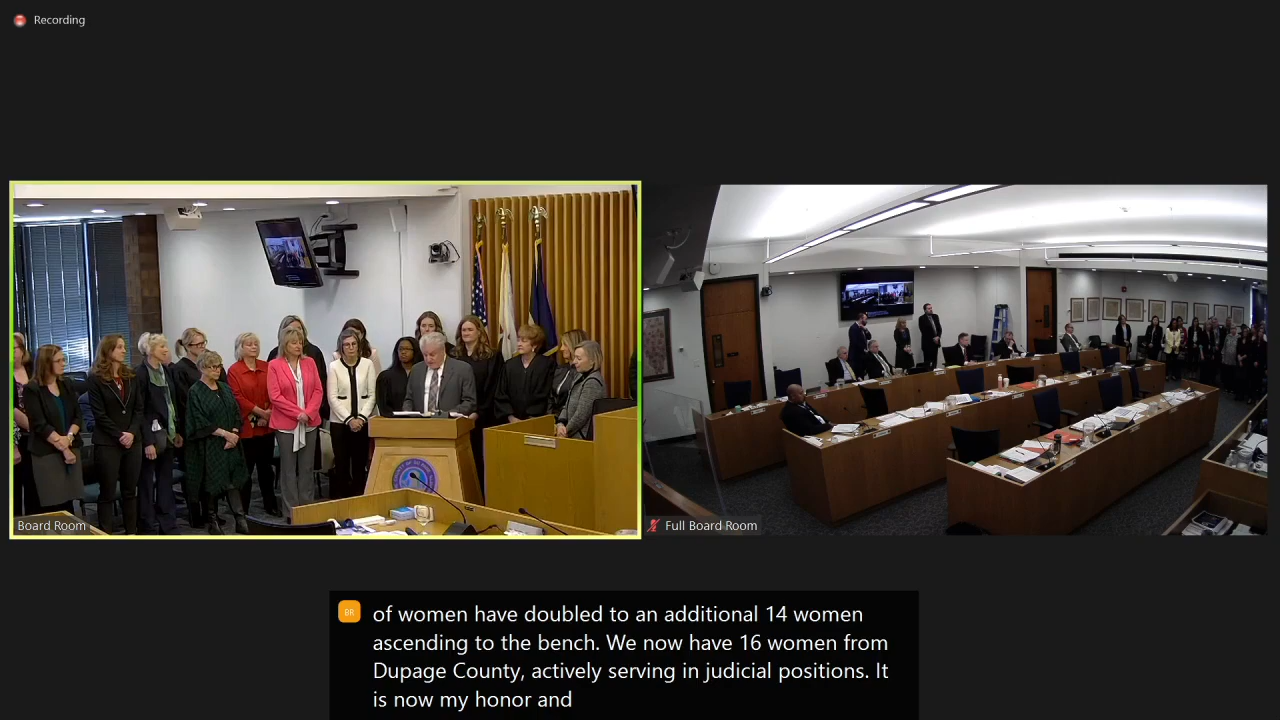 Recording
Board Room
Full Board Room
BR
of women have doubled to an additional 14 women
ascending to the bench. We now have 16 women from
Dupage County, actively serving in judicial positions. It
is now my honor and